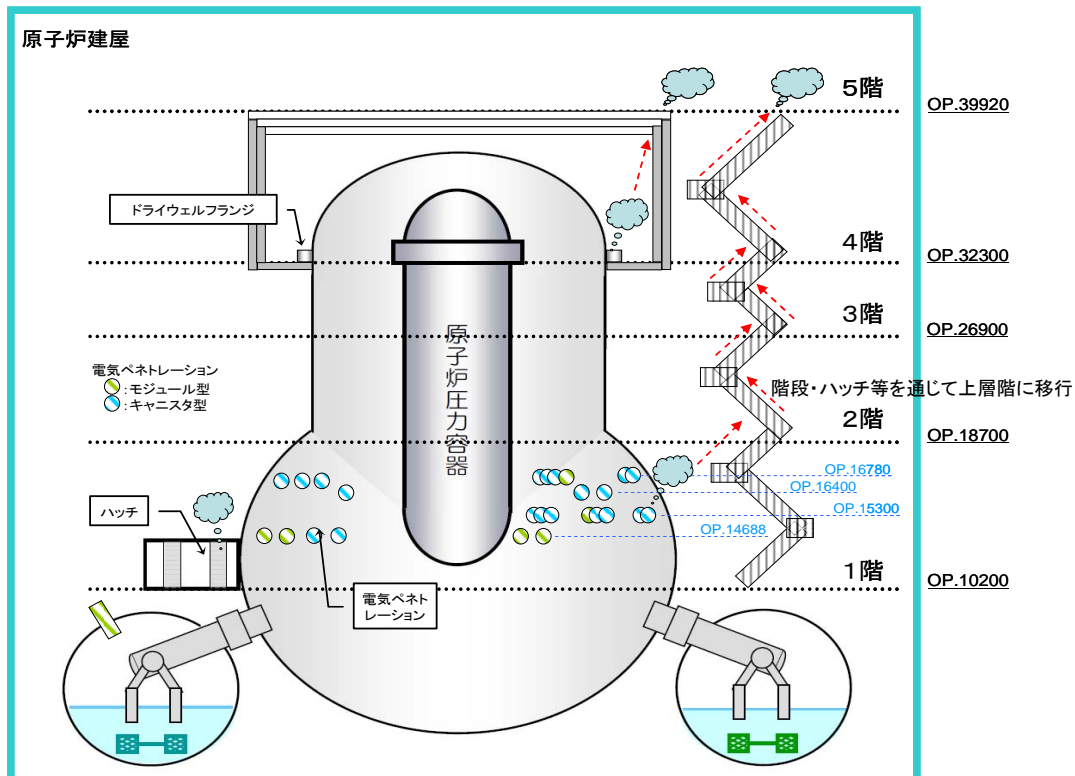 原子炉建屋
5階
OP.39920
ドライウェルフランジ
4階
OP.32300
3階
OP.26900
原子炉圧力容器
電気ペネトレーション
:モジュール型
:キャニスタ型
階段・ハッチ等を通じて上層階に移行
2階
OP.18700
OP.16780
OP.16400
ハッチ
OP.15300
OP.14688
1階
OP.10200
電気ペネト
レーション